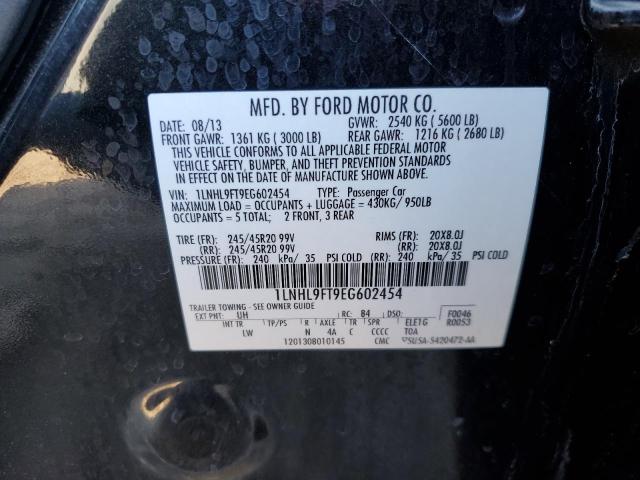 MFD. BY FORD MOTOR CO.
DATE: 08/13 GVWR: 2540 KG ( 5600 LB)
FRONT GAWR: 1361 KG ( 3000 LB) REAR GAWR: 1216 KG ( 2680 LB)
THIS VEHICLE CONFORMS TO ALL APPLICABLE FEDERAL MOTOR
VEHICLE SAFETY, BUMPER, AND THEFT PREVENTION STANDARDS
IN EFFECT ON THE DATE OF MANUFACTURE SHOWN ABOVE.
VIN: 1LNHL9FT9EG602454 TYPE: Passenger Car
MAXIMUM LOAD = OCCUPANTS + LUGGAGE = 430KG/ 950LB
OCCUPANTS = 5 TOTAL: 2 FRONT, 3 REAR
TIRE (FR): 245/45R20 99V RIMS (FR): 20X8.0J
(RR): 245/45R20 99V (RR): 20X8.0J
PRESSURE (FR): 240 kPa/ 35 PSI COLD (RR): 240 kPa/ 35 PSI COLD
1LNHL9FT9EG602454
TRAILER TOWING - SEE OWNER GUIDE
EXT PNT: UH RC: 84 DSO: F0046
INT TR TP/PS R AXLE TR SPR ELE1G R0053
LW N 4A C CCCC TOA
1201308010145 CMC SUSA-5420472-AA